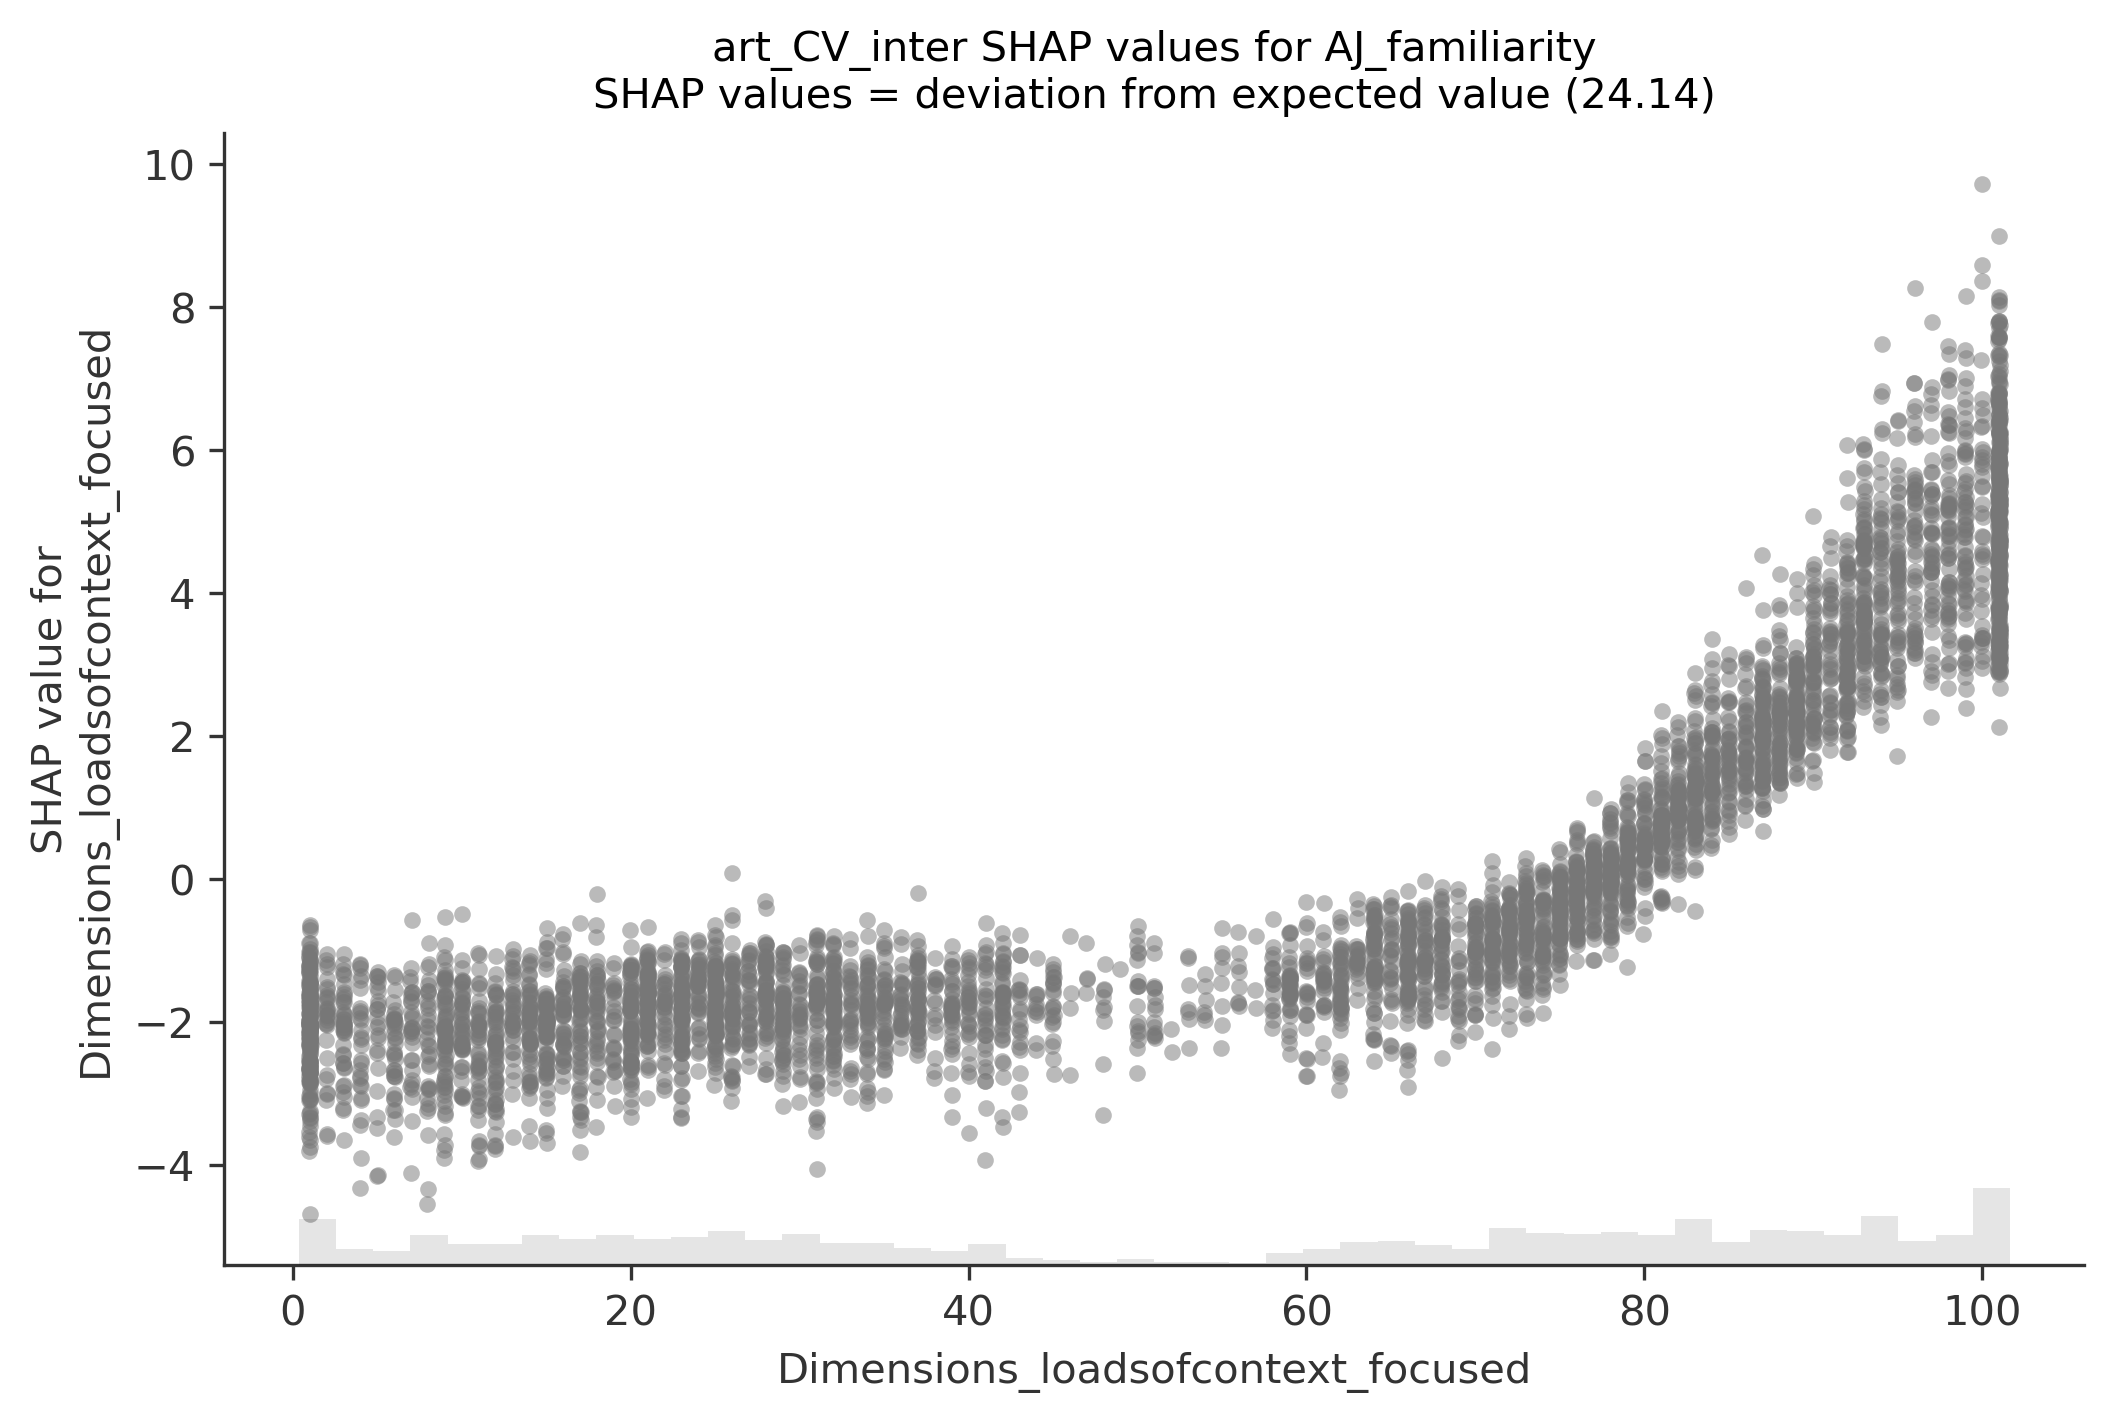 art_CV_inter SHAP values for AJ_familiarity
SHAP values = deviation from expected value (24.14)
SHAP value for
Dimensions_loadsofcontext_focused
10
8
6
4
2
0
−2
−4
0
20
40
60
80
100
Dimensions_loadsofcontext_focused